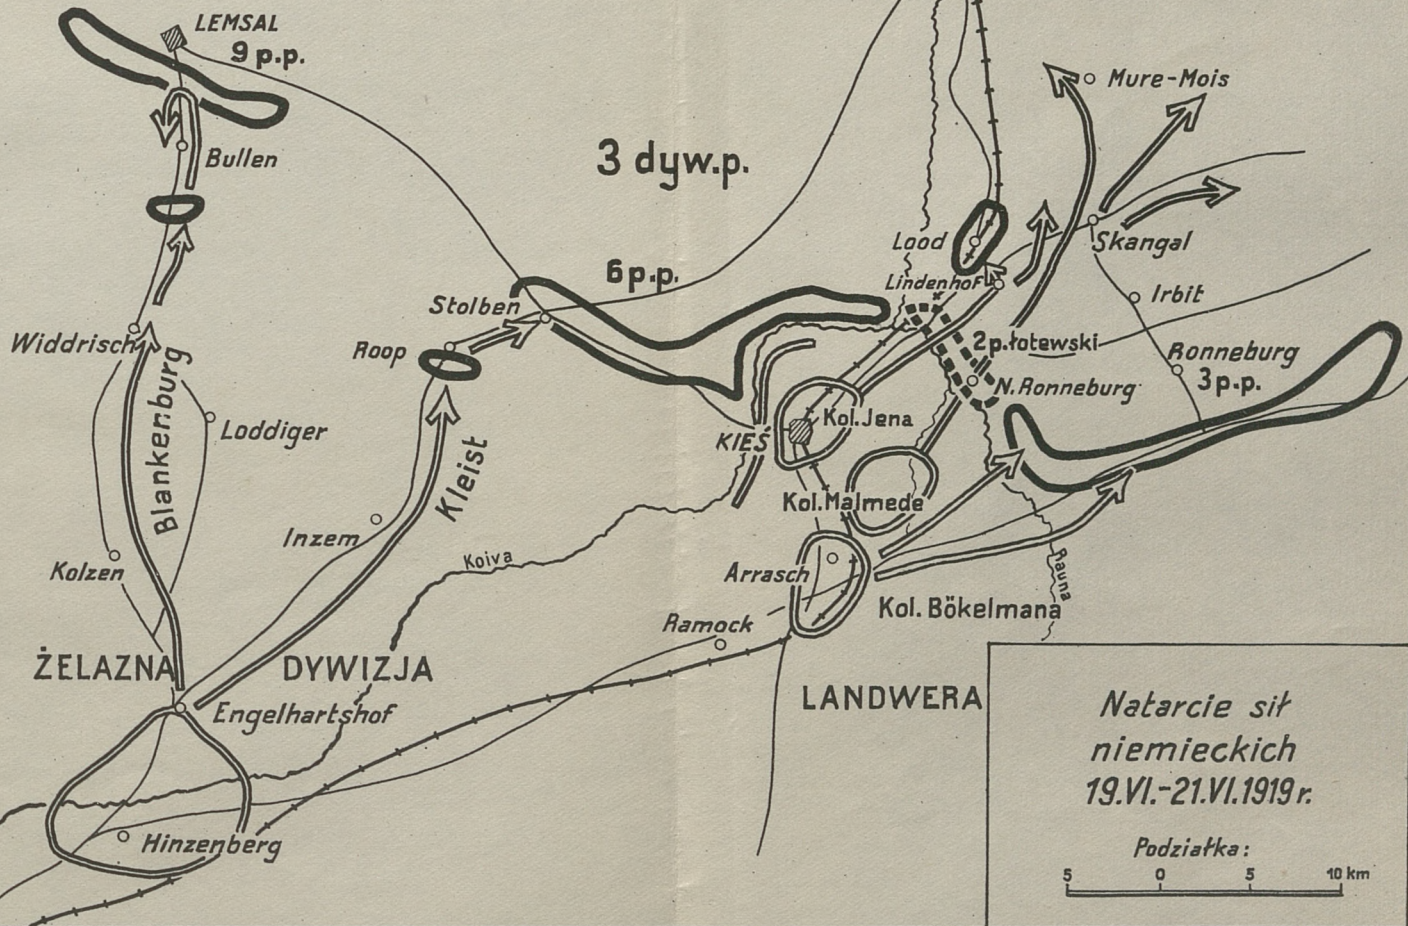 LEMSAL
9 p.p.
Mure-Mois
Bullen
3 dyw.p.
Lood
Skangal
6 p.p.
Lindenhof
Irbit
Stolben
Widdrisch
Roop
2p.łotewski
Ronneburg
3 p.p.
N. Ronneburg
Blankenburg
Loddiger
Kol. Jena
KIEŚ
Kleist
Kol. Malmede
Inzem
Koiva
Kolzen
Arrasch
Rauna
Kol. Bökelmana
Ramock
ŻELAZNA DYWIZJA
LANDWERA
Engelhartshof
Hinzenberg
Natarcie sił
niemieckich
19.VI.-21.VI.1919 r.
Podziałka:
5 0 5 10 km